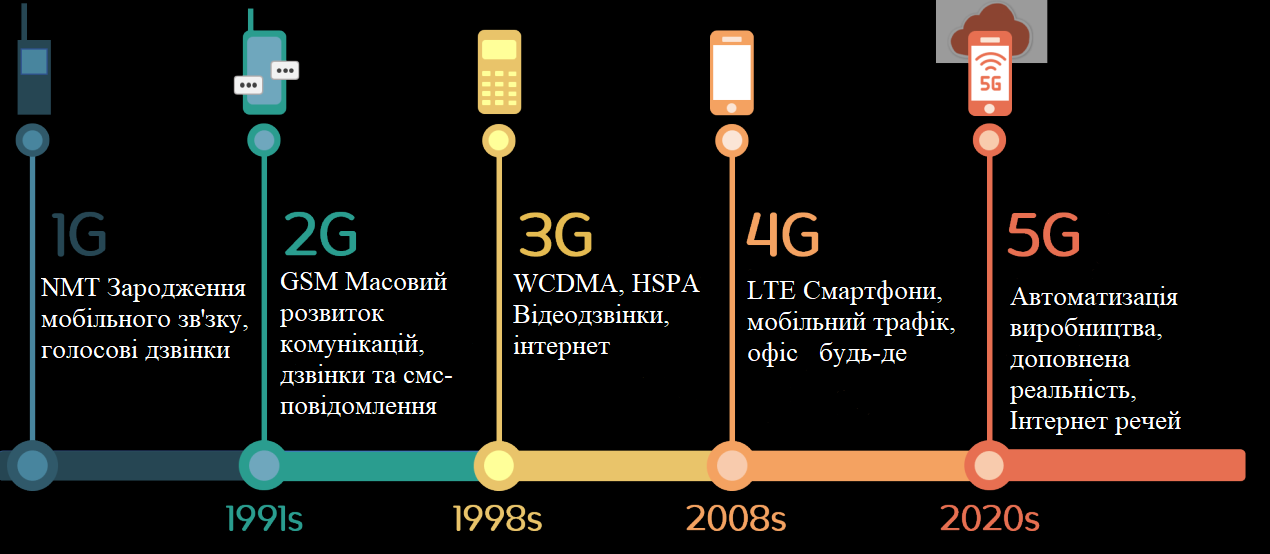 5G
1G
NMT Зародження
мобільного зв'зку,
голосові дзвінки
2G
GSM Масовий
розвиток
комунікацій,
дзвінки та смс-
повідомлення
3G
WCDMA, HSPA
Відеодзвінки,
інтернет
4G
LTE Смартфони,
мобільний трафік,
офіс будь-де
5G
Автоматизація
виробництва,
доповнена
реальність,
Інтернет речей
1991s
1998s
2008s
2020s